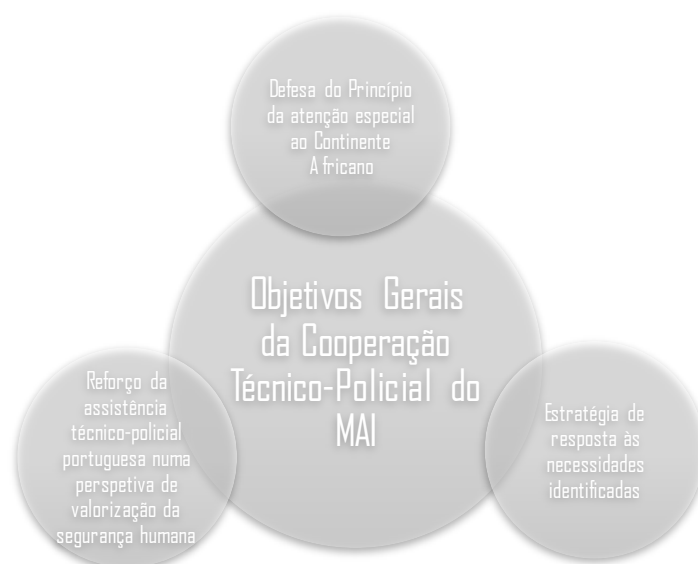 Defesa do Princípio
da atenção especial
ao Continente
Africano
Objetivos Gerais
da Cooperação
Técnico-Policial do
MAI
Reforço da
assistência
técnico-policial
portuguesa numa
perspetiva de
valorização da
segurança humana
Estratégia de
resposta às
necessidades
identificadas